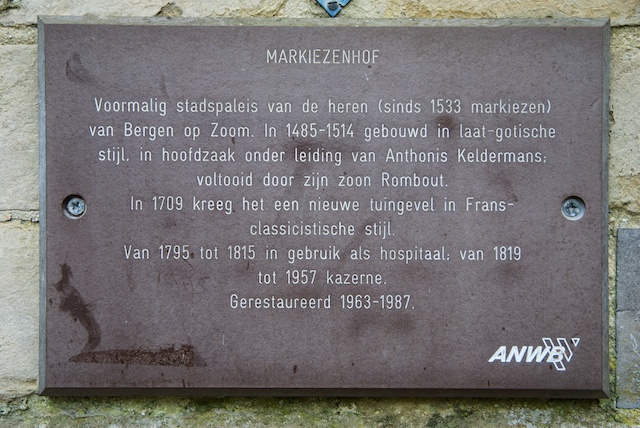 MARKIEZENHOF
Voormalig stadspaleis van de heren (sinds 1533 markiezen)
van Bergen op Zoom. In 1485-1514 gebouwd in laat-gotische
stijl, in hoofdzaak onder leiding van Anthonis Keldermans;
voltooid door zijn zoon Rombout.
In 1709 kreeg het een nieuwe tuingevel in Frans-
classicistische stijl.
Van 1795 tot 1815 in gebruik als hospitaal; van 1819
tot 1957 kazerne.
Gerestaureerd 1963-1987.
ANWB